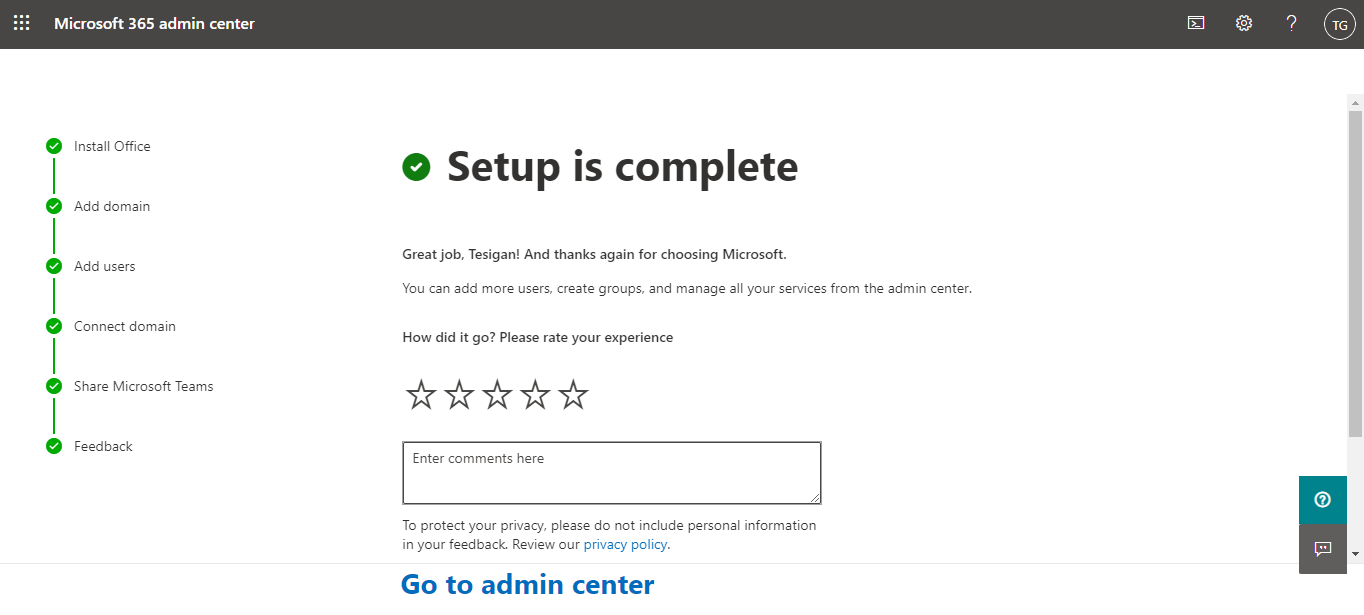 Microsoft 365 admin center
TG
Install Office
Add domain
Add users
Connect domain
Share Microsoft Teams
Feedback
Setup is complete
Great job, Tesigan! And thanks again for choosing Microsoft.
You can add more users, create groups, and manage all your services from the admin center.
How did it go? Please rate your experience
Enter comments here
To protect your privacy, please do not include personal information
in your feedback. Review our privacy policy.
Go to admin center